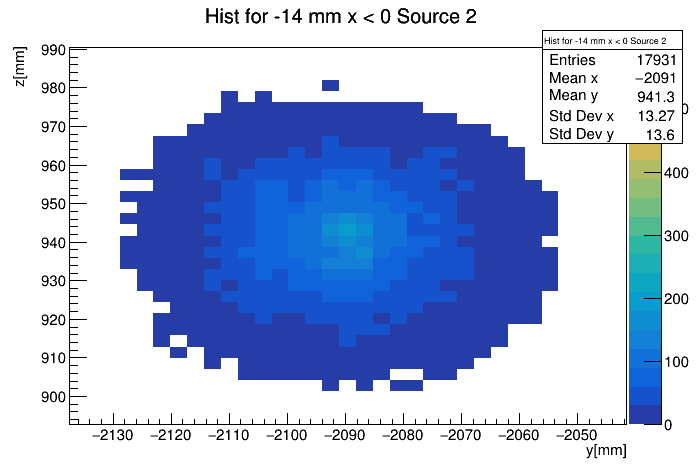 Hist for -14 mm x < 0 Source 2
z[mm]
990
980
970
960
950
940
930
920
910
900
−2130 −2120 −2110 −2100 −2090 −2080 −2070 −2060 −2050
y[mm]
Hist for -14 mm x < 0 Source 2
Entries 17931
Mean x −2091
Mean y 941.3
Std Dev x 13.27
Std Dev y 13.6
400
300
200
100
0